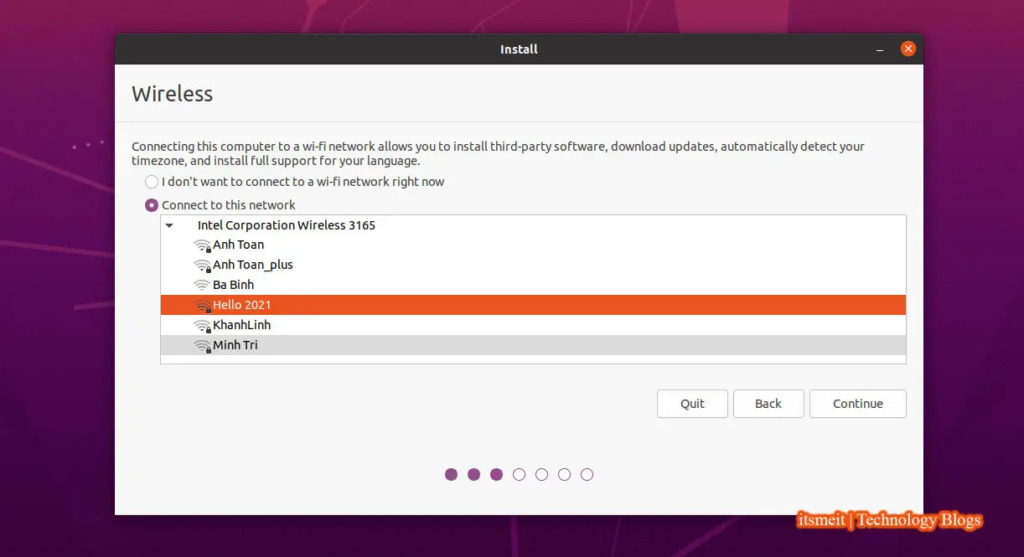 Install
Wireless
Connecting this computer to a wi-fi network allows you to install third-party software, download updates, automatically detect your
timezone, and install full support for your language.
I don't want to connect to a wi-fi network right now
Connect to this network
Intel Corporation Wireless 3165
Anh Toan
Anh Toan_plus
Ba Binh
Hello 2021
KhanhLinh
Minh Tri
Quit Back Continue
itsmeit | Technology Blogs